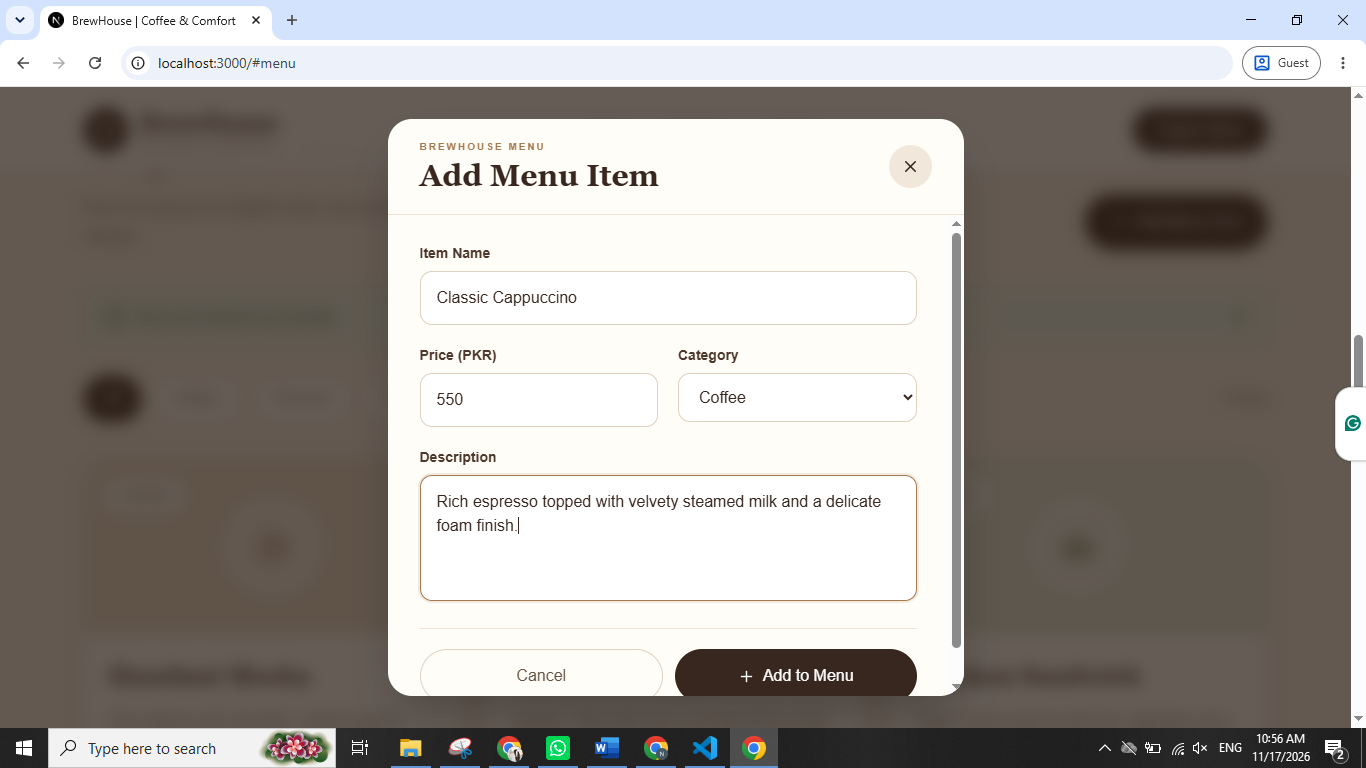 BrewHouse | Coffee & Comfort
localhost:3000/#menu
Guest
BREWHOUSE MENU
Add Menu Item
Item Name
Classic Cappuccino
Price (PKR)
Category
550
Coffee
Description
Rich espresso topped with velvety steamed milk and a delicate
foam finish.
Cancel
+ Add to Menu
Type here to search
ENG
10:56 AM
11/17/2026
2